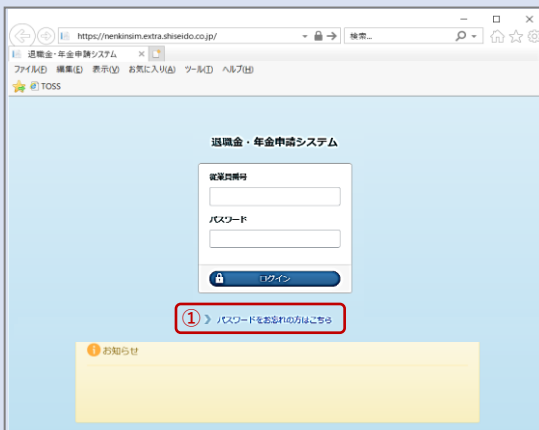 https://nenkinsim.extra.shiseido.co.jp/
検索...
退職金・年金申請システム
ファイル(F) 編集(E) 表示(V) お気に入り(A) ツール(T) ヘルプ(H)
TOSS
退職金・年金申請システム
従業員番号
パスワード
ログイン
① 》 パスワードをお忘れの方はこちら
お知らせ